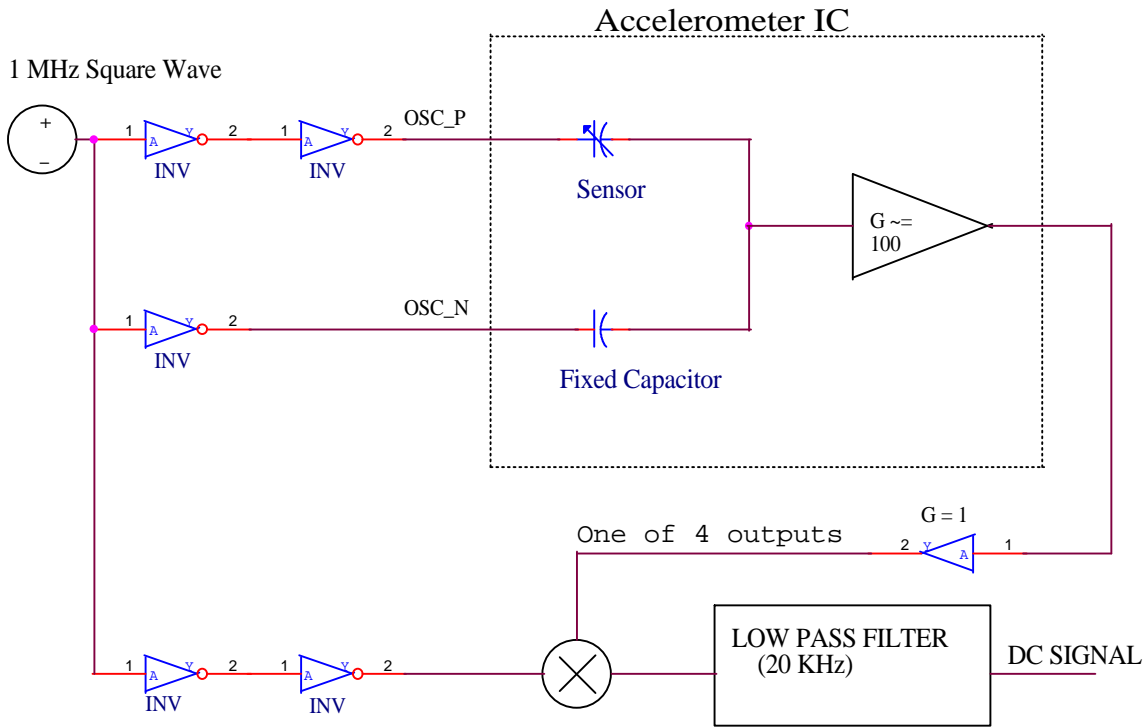 Accelerometer IC
1 MHz Square Wave
+
−
1 A Y 2
INV
1 A Y 2
INV
OSC_P
Sensor
G ~=
100
1 A Y 2
INV
OSC_N
Fixed Capacitor
G = 1
One of 4 outputs
2 Y A 1
1 A Y 2
INV
1 A Y 2
INV
LOW PASS FILTER
(20 KHz)
DC SIGNAL